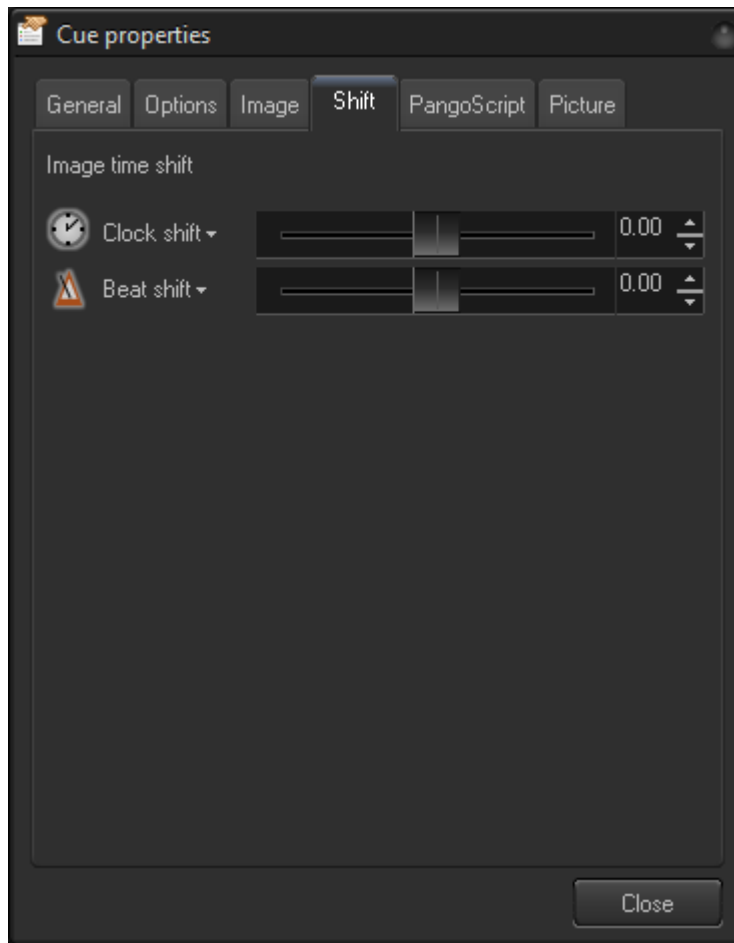 Cue properties
General Options Image Shift PangoScript Picture
Image time shift
Clock shift 0.00
Beat shift 0.00
Close